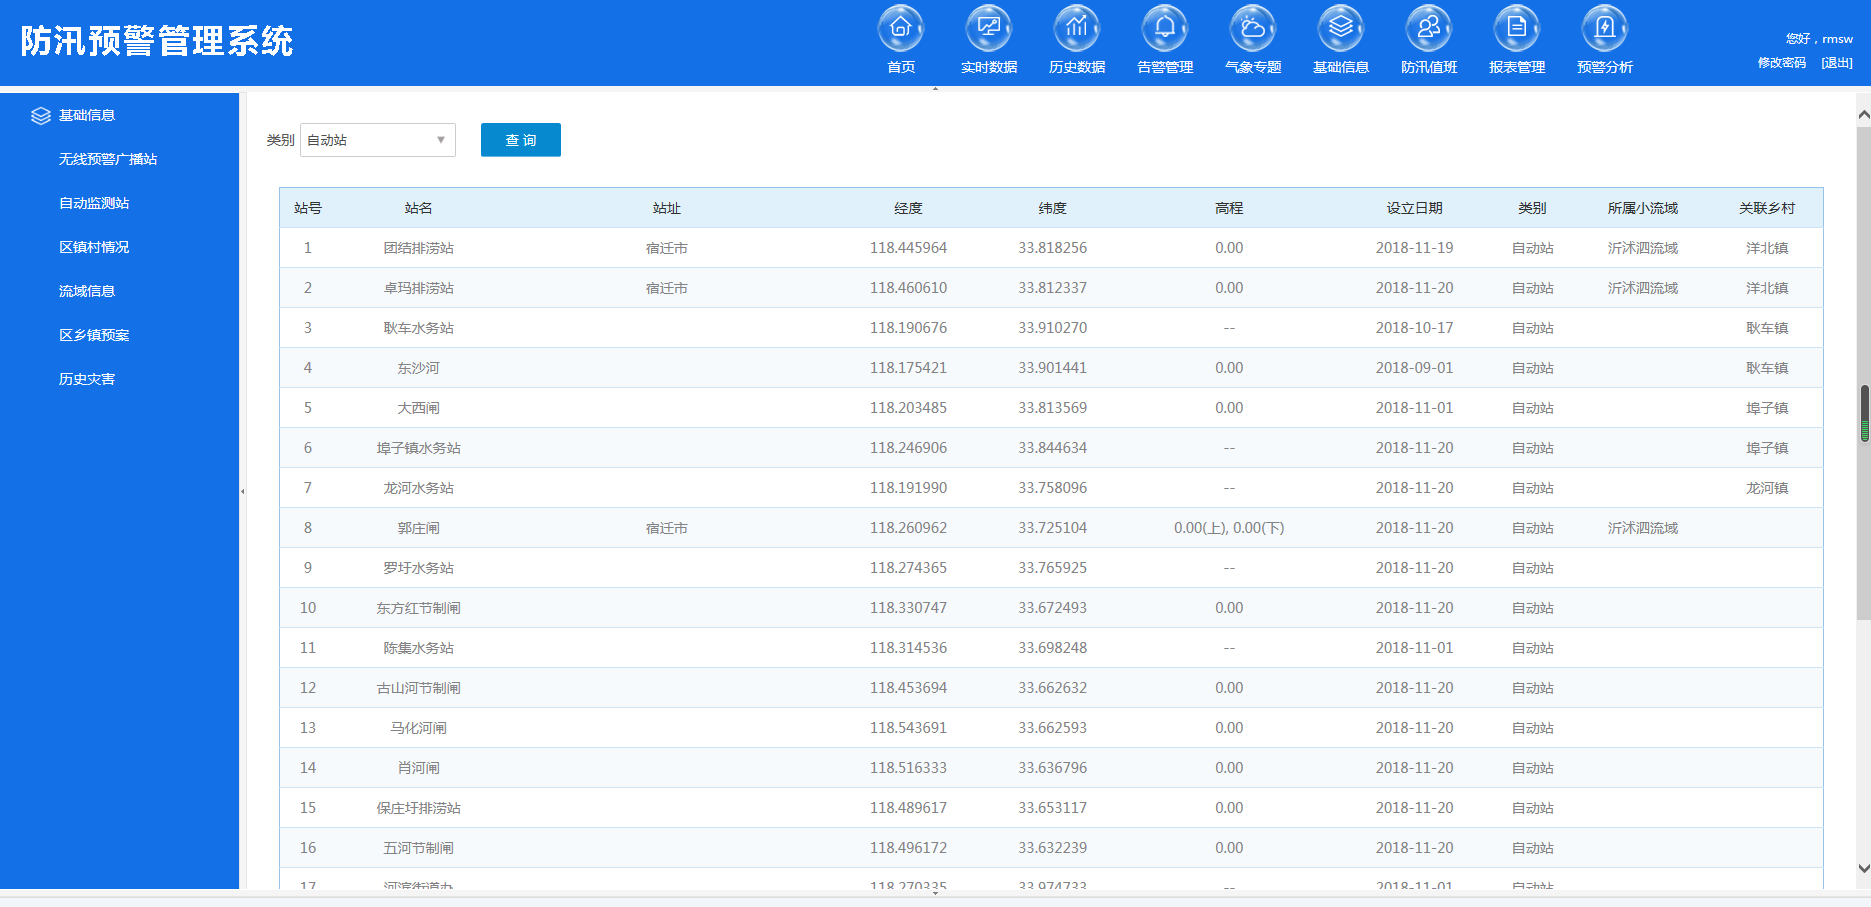 防汛预警管理系统
首页 实时数据 历史数据 告警管理 气象专题 基础信息 防汛值班 报表管理 预警分析
您好，rmsw
修改密码 [退出]
基础信息
无线预警广播站
自动监测站
区镇村情况
流域信息
区乡镇预案
历史灾害
类别 自动站 查 询
站号 站名 站址 经度 纬度 高程 设立日期 类别 所属小流域 关联乡村
1 团结排涝站 宿迁市 118.445964 33.818256 0.00 2018-11-19 自动站 沂沭泗流域 洋北镇
2 卓玛排涝站 宿迁市 118.460610 33.812337 0.00 2018-11-20 自动站 沂沭泗流域 洋北镇
3 耿车水务站 118.190676 33.910270 -- 2018-10-17 自动站 耿车镇
4 东沙河 118.175421 33.901441 0.00 2018-09-01 自动站 耿车镇
5 大西闸 118.203485 33.813569 0.00 2018-11-01 自动站 埠子镇
6 埠子镇水务站 118.246906 33.844634 -- 2018-11-20 自动站 埠子镇
7 龙河水务站 118.191990 33.758096 -- 2018-11-20 自动站 龙河镇
8 郭庄闸 宿迁市 118.260962 33.725104 0.00(上), 0.00(下) 2018-11-20 自动站 沂沭泗流域
9 罗圩水务站 118.274365 33.765925 -- 2018-11-20 自动站
10 东方红节制闸 118.330747 33.672493 0.00 2018-11-20 自动站
11 陈集水务站 118.314536 33.698248 -- 2018-11-01 自动站
12 古山河节制闸 118.453694 33.662632 0.00 2018-11-20 自动站
13 马化河闸 118.543691 33.662593 0.00 2018-11-20 自动站
14 肖河闸 118.516333 33.636796 0.00 2018-11-20 自动站
15 保庄圩排涝站 118.489617 33.653117 0.00 2018-11-20 自动站
16 五河节制闸 118.496172 33.632239 0.00 2018-11-20 自动站
17 河滨街道办 118.270335 33.974733 -- 2018-11-01 自动站